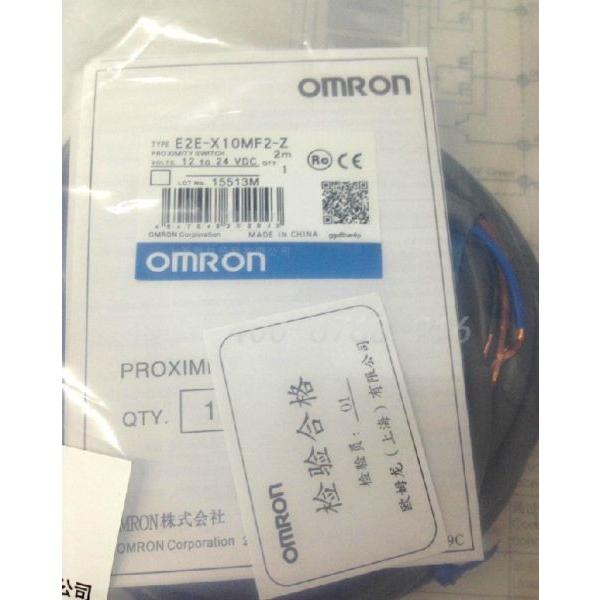 OMRON
TYPE E2E-X10MF2-Z
PROXIMITY SWITCH 2m
VOLTS. 12 to 24 VDC QTY. 1
LOT No. 15513M
OMRON Corporation MADE IN CHINA
OMRON
PROXIMI
QTY. 1
OMRON
检验合格
检验员: 01
欧姆龙(上海)有限公司
OMRON株式会社
OMRON Corporation 2
9C
公司